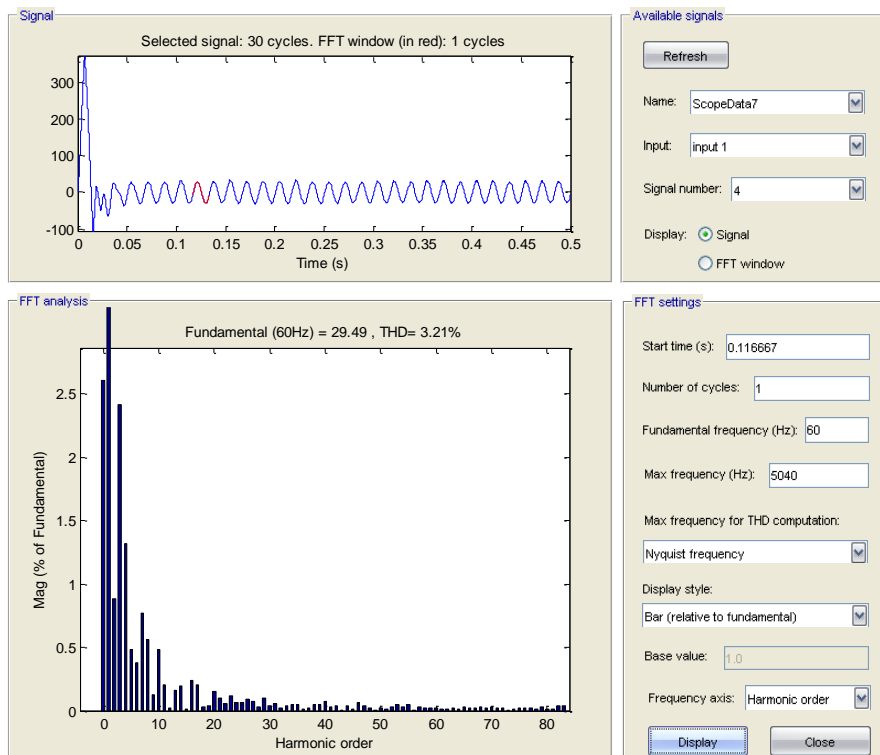 Signal
Selected signal: 30 cycles. FFT window (in red): 1 cycles
300
200
100
0
-100
0
0.05
0.1
0.15
0.2
0.25
0.3
0.35
0.4
0.45
0.5
Time (s)
Available signals
Refresh
Name:
ScopeData7
Input:
input 1
Signal number:
4
Display:
Signal
FFT window
FFT analysis
Fundamental (60Hz) = 29.49 , THD= 3.21%
2.5
2
1.5
1
0.5
0
Mag (% of Fundamental)
0
10
20
30
40
50
60
70
80
Harmonic order
FFT settings
Start time (s):
0.116667
Number of cycles:
1
Fundamental frequency (Hz):
60
Max frequency (Hz):
5040
Max frequency for THD computation:
Nyquist frequency
Display style:
Bar (relative to fundamental)
Base value:
1.0
Frequency axis:
Harmonic order
Display
Close